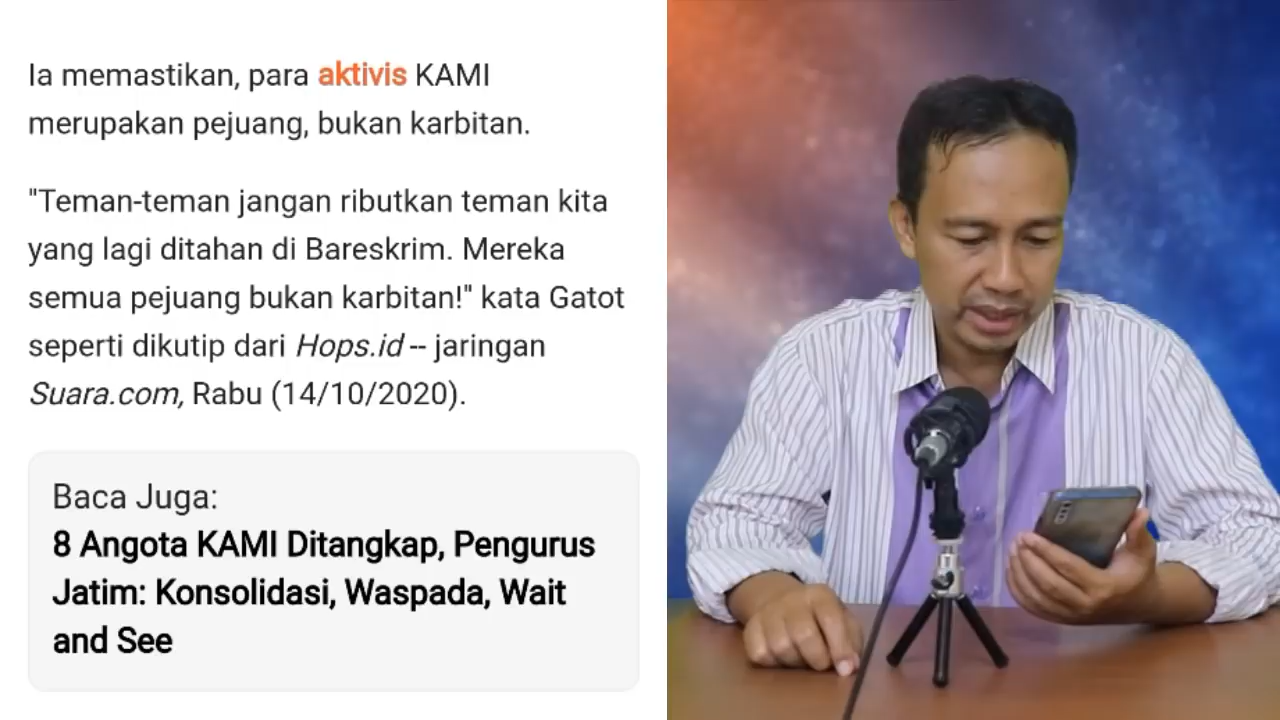 Ia memastikan, para aktivis KAMI
merupakan pejuang, bukan karbitan.
"Teman-teman jangan ributkan teman kita
yang lagi ditahan di Bareskrim. Mereka
semua pejuang bukan karbitan!" kata Gatot
seperti dikutip dari Hops.id -- jaringan
Suara.com, Rabu (14/10/2020).
Baca Juga:
8 Angota KAMI Ditangkap, Pengurus
Jatim: Konsolidasi, Waspada, Wait
and See